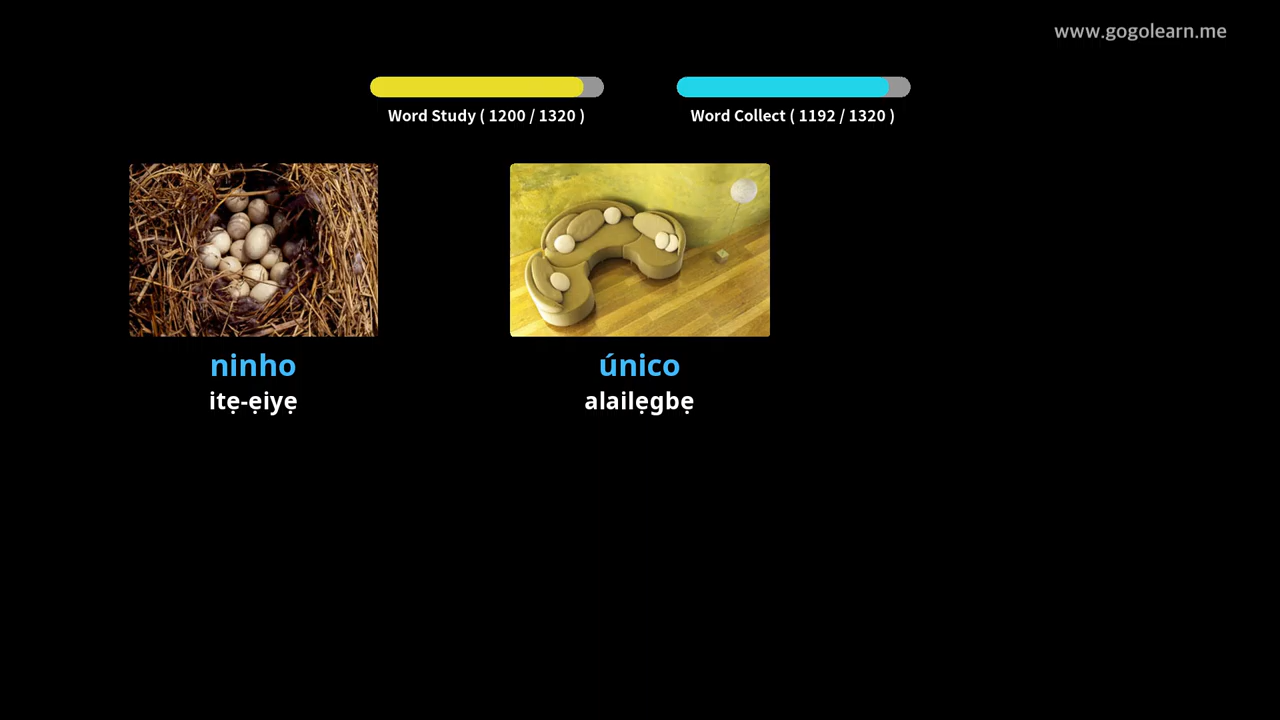 www.gogolearn.me
Word Study ( 1200 / 1320 )
Word Collect ( 1192 / 1320 )
ninho
itẹ-ẹiyẹ
único
alailẹgbẹ